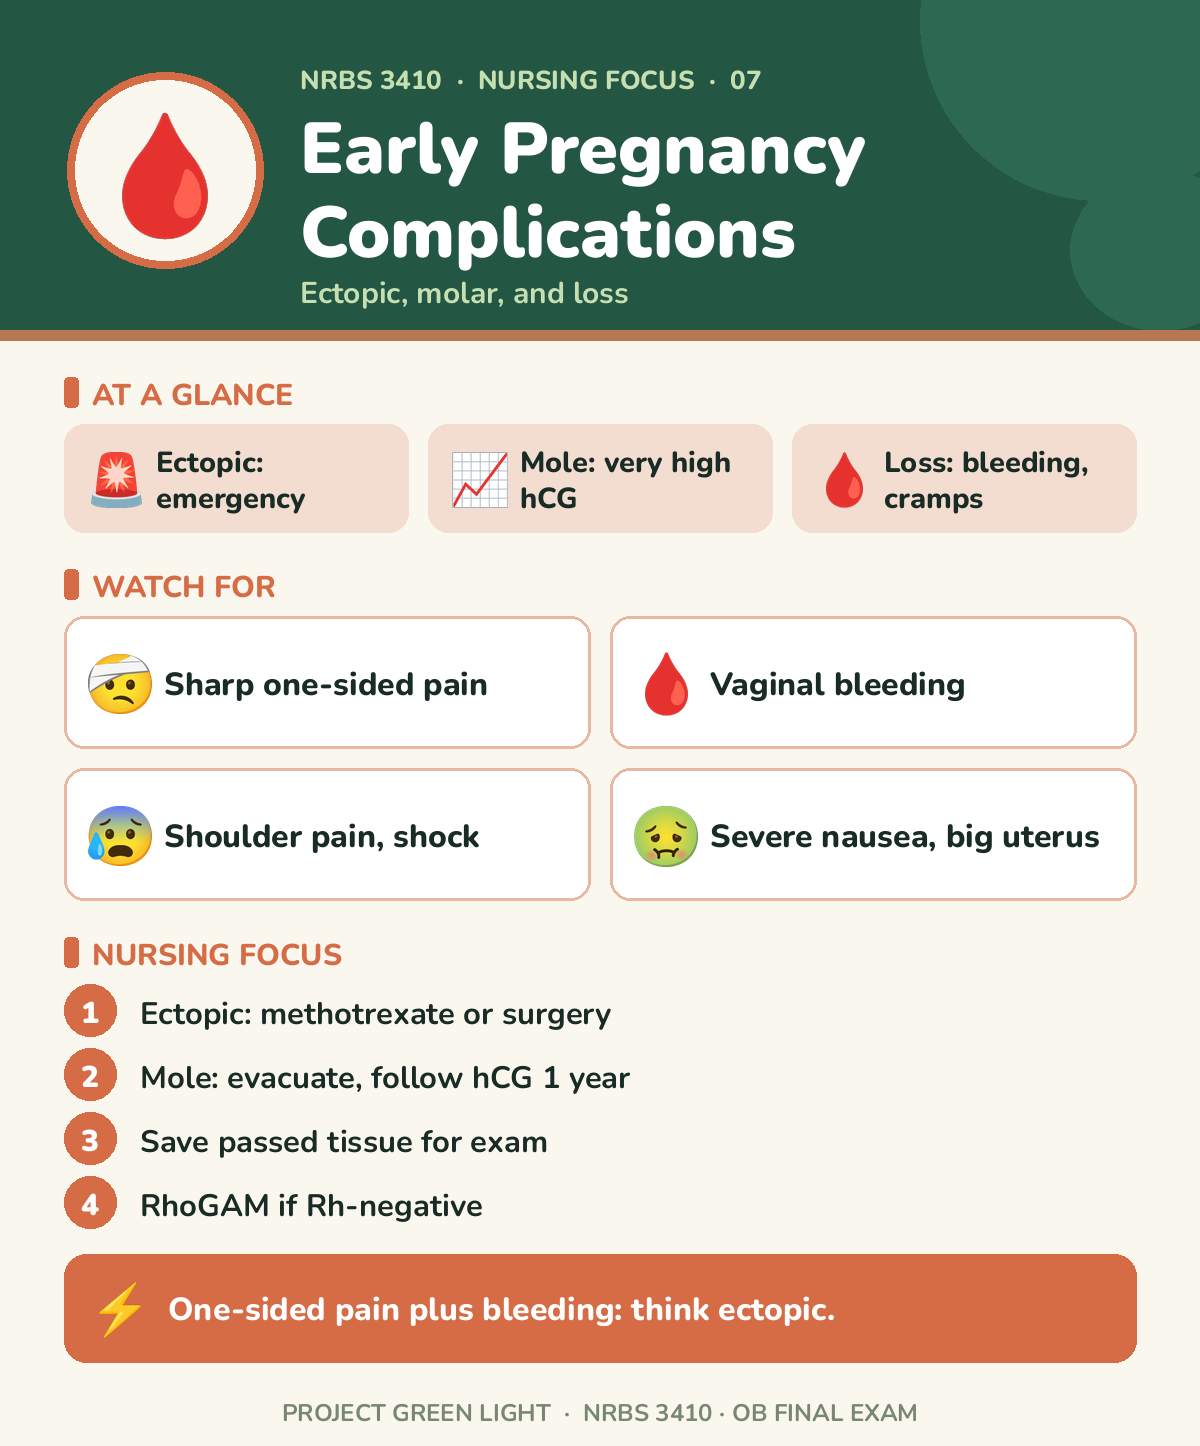 NRBS 3410 · NURSING FOCUS · 07
Early Pregnancy
Complications
Ectopic, molar, and loss
AT A GLANCE
Ectopic:
emergency
Mole: very high
hCG
Loss: bleeding,
cramps
WATCH FOR
Sharp one-sided pain
Vaginal bleeding
Shoulder pain, shock
Severe nausea, big uterus
NURSING FOCUS
1 Ectopic: methotrexate or surgery
2 Mole: evacuate, follow hCG 1 year
3 Save passed tissue for exam
4 RhoGAM if Rh-negative
One-sided pain plus bleeding: think ectopic.
PROJECT GREEN LIGHT · NRBS 3410 · OB FINAL EXAM